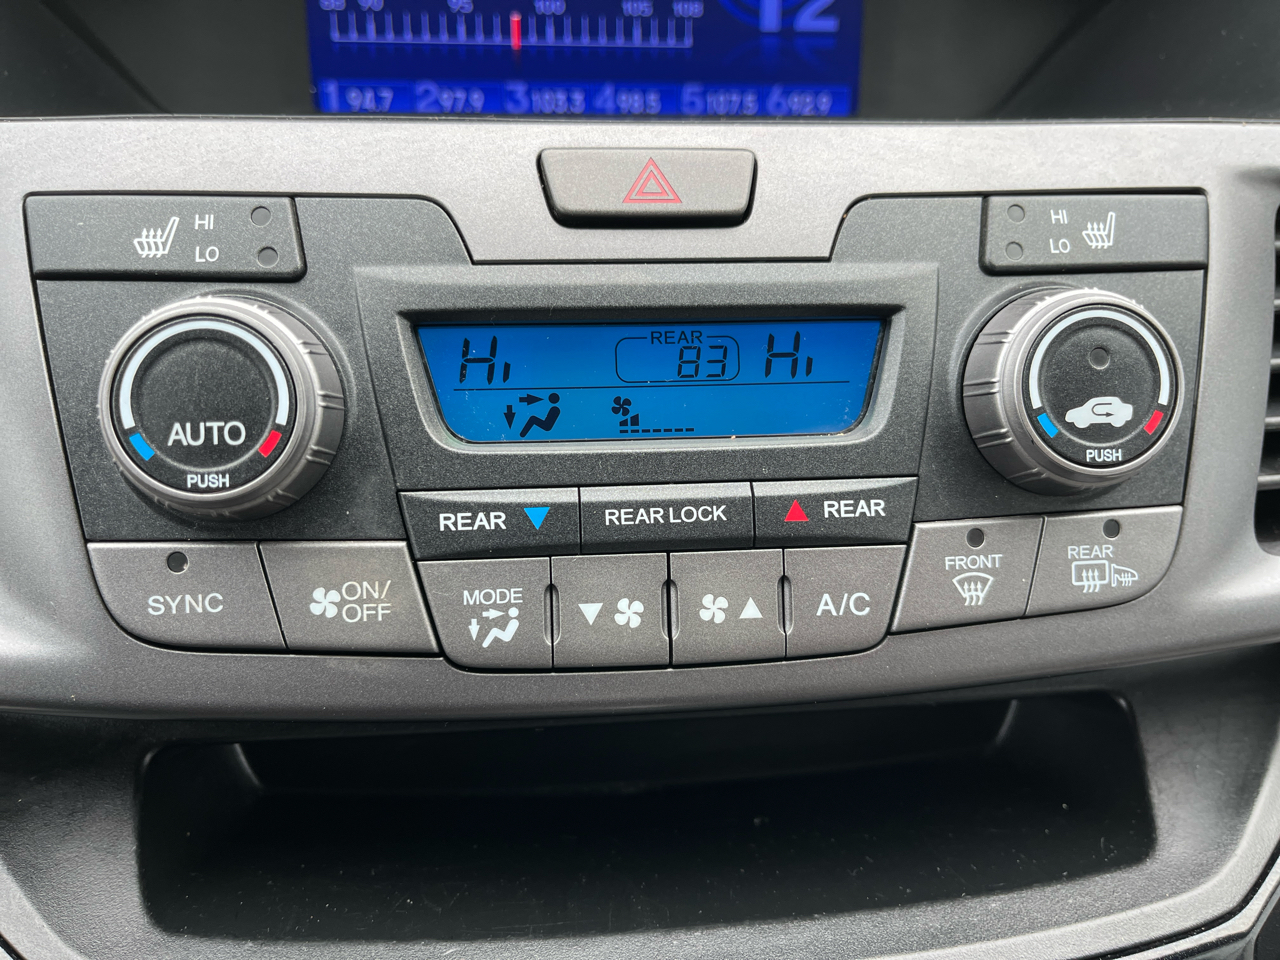 90 95 100 105 108
12
1 94.7 2 97.9 3 103.3 4 98.5 5 107.5 6 92.9
HI
LO
HI
LO
Hi
REAR
83
Hi
AUTO
PUSH
PUSH
REAR
REAR LOCK
REAR
SYNC
ON/
OFF
MODE
A/C
FRONT
REAR